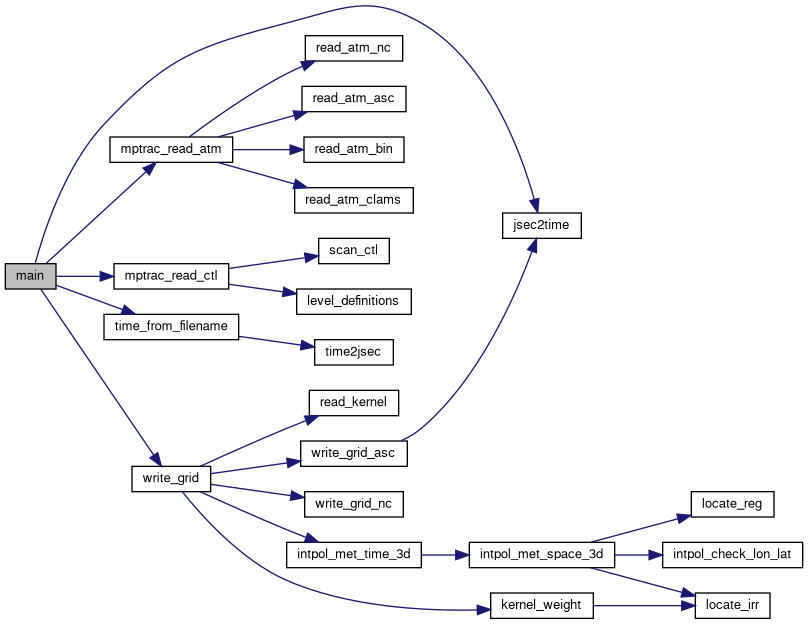 main
mptrac_read_atm
read_atm_nc
read_atm_asc
read_atm_bin
read_atm_clams
jsec2time
mptrac_read_ctl
scan_ctl
level_definitions
time_from_filename
time2jsec
write_grid
read_kernel
write_grid_asc
write_grid_nc
intpol_met_time_3d
intpol_met_space_3d
locate_reg
intpol_check_lon_lat
locate_irr
kernel_weight